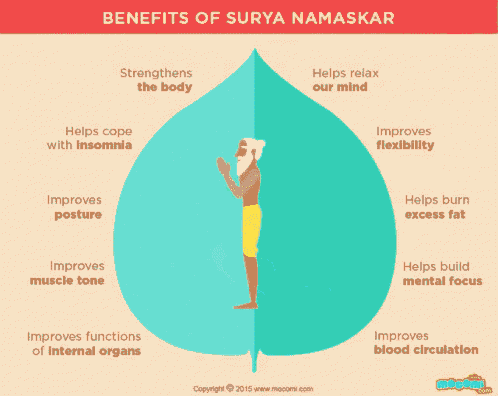 BENEFITS OF SURYA NAMASKAR
Strengthens
the body
Helps relax
our mind
Helps cope
with insomnia
Improves
flexibility
Improves
posture
Helps burn
excess fat
Improves
muscle tone
Helps build
mental focus
Improves functions
of internal organs
Improves
blood circulation
Copyright © 2015 www.mocomi.com
mocomi
.com